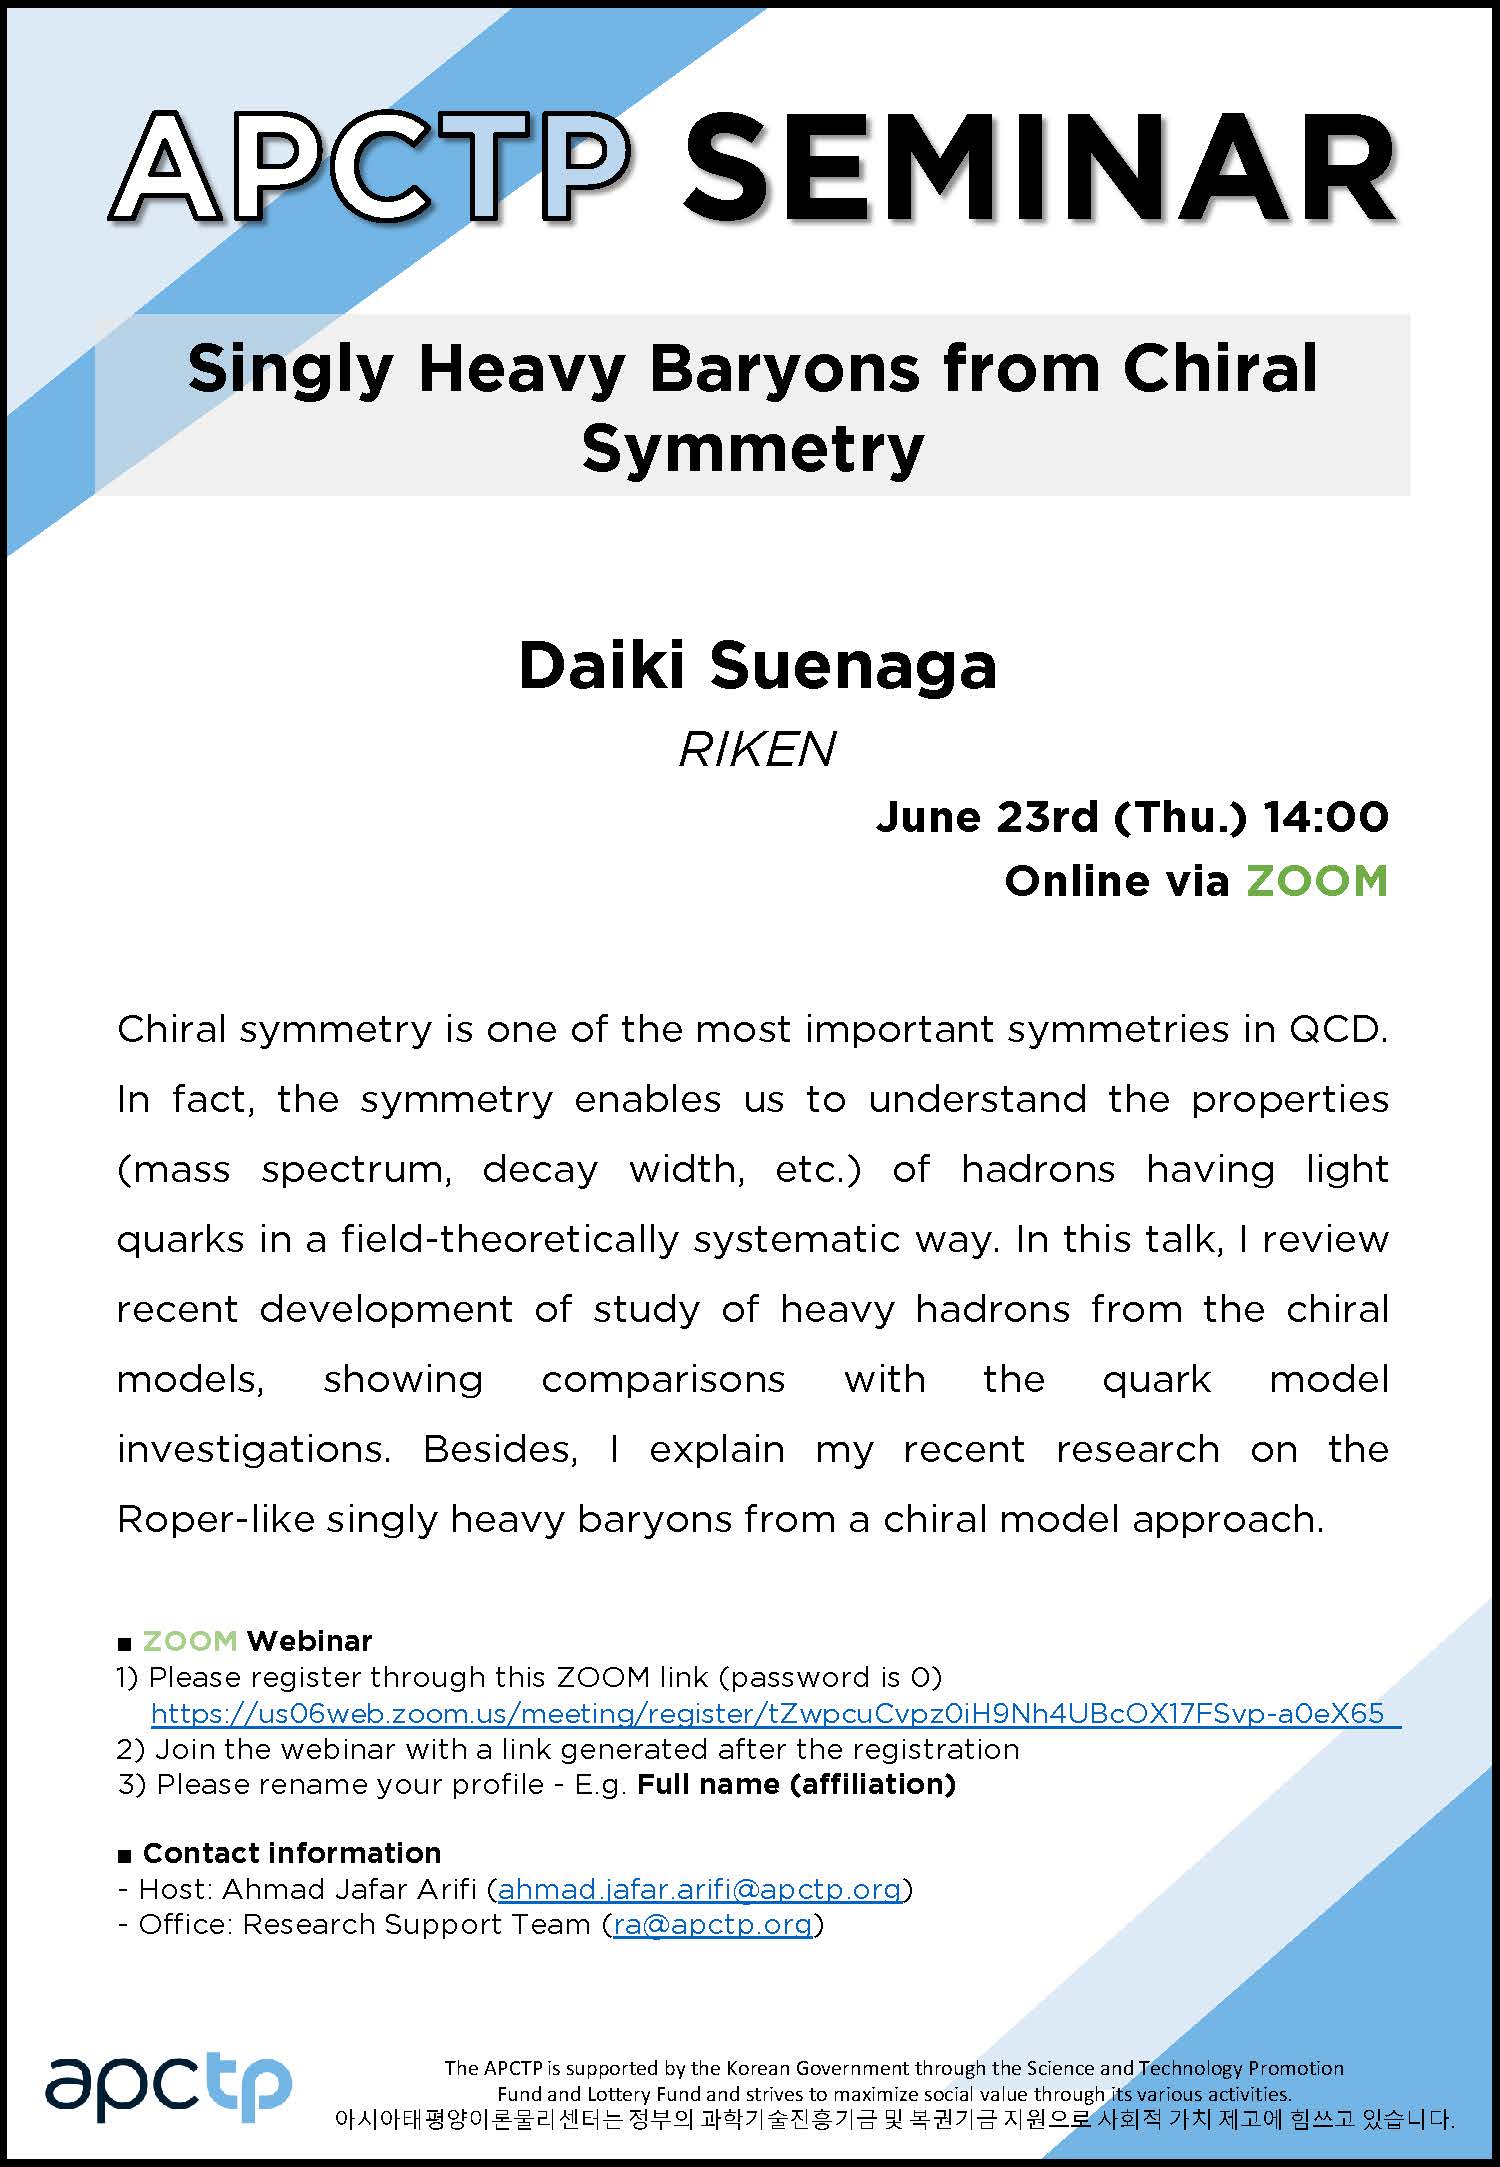 APCTP SEMINAR
Singly Heavy Baryons from Chiral
Symmetry
Daiki Suenaga
RIKEN
June 23rd (Thu.) 14:00
Online via ZOOM
Chiral symmetry is one of the most important symmetries in QCD.
In fact, the symmetry enables us to understand the properties
(mass spectrum, decay width, etc.) of hadrons having light
quarks in a field-theoretically systematic way. In this talk, I review
recent development of study of heavy hadrons from the chiral
models, showing comparisons with the quark model
investigations. Besides, I explain my recent research on the
Roper-like singly heavy baryons from a chiral model approach.
■ ZOOM Webinar
1) Please register through this ZOOM link (password is 0)
https://us06web.zoom.us/meeting/register/tZwpcuCvpz0iH9Nh4UBcOX17FSvp-a0eX65
2) Join the webinar with a link generated after the registration
3) Please rename your profile - E.g. Full name (affiliation)
■ Contact information
- Host: Ahmad Jafar Arifi (ahmad.jafar.arifi@apctp.org)
- Office: Research Support Team (ra@apctp.org)
apctp
The APCTP is supported by the Korean Government through the Science and Technology Promotion
Fund and Lottery Fund and strives to maximize social value through its various activities.
아시아태평양이론물리센터는 정부의 과학기술진흥기금 및 복권기금 지원으로 사회적 가치 제고에 힘쓰고 있습니다.